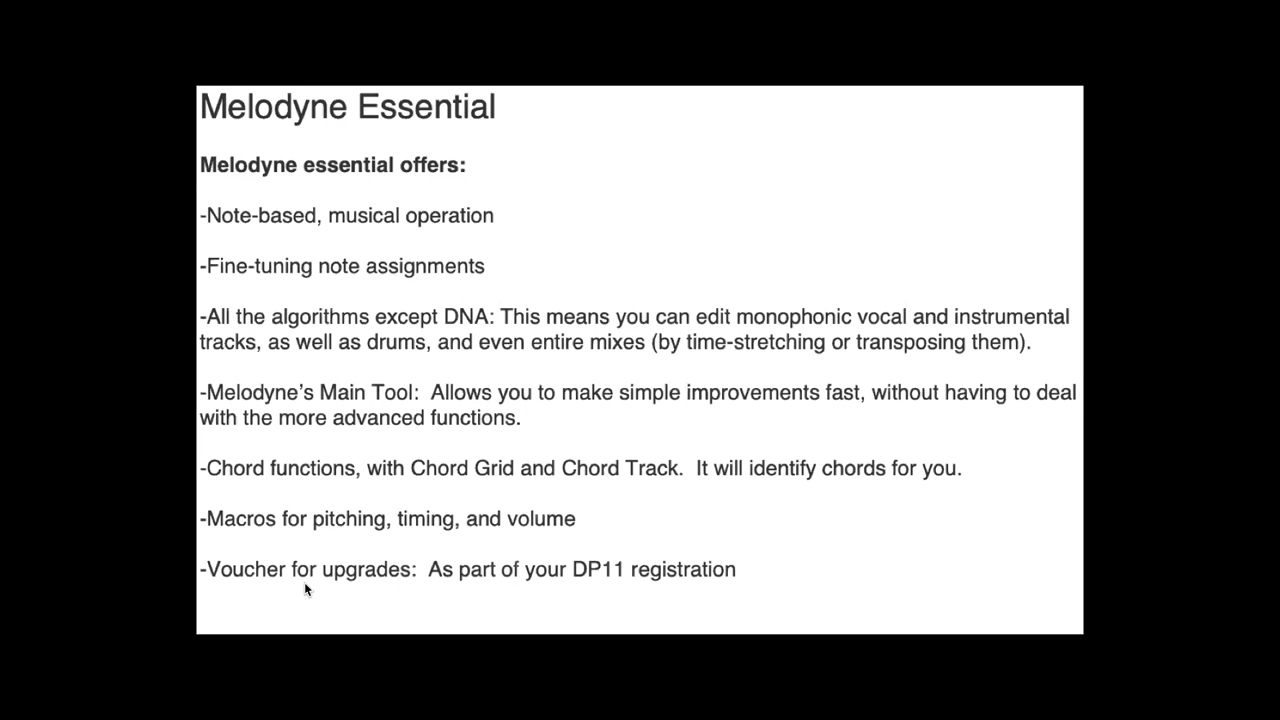 Melodyne Essential
Melodyne essential offers:
-Note-based, musical operation
-Fine-tuning note assignments
-All the algorithms except DNA: This means you can edit monophonic vocal and instrumental
tracks, as well as drums, and even entire mixes (by time-stretching or transposing them).
-Melodyne’s Main Tool:  Allows you to make simple improvements fast, without having to deal
with the more advanced functions.
-Chord functions, with Chord Grid and Chord Track.  It will identify chords for you.
-Macros for pitching, timing, and volume
-Voucher for upgrades:  As part of your DP11 registration